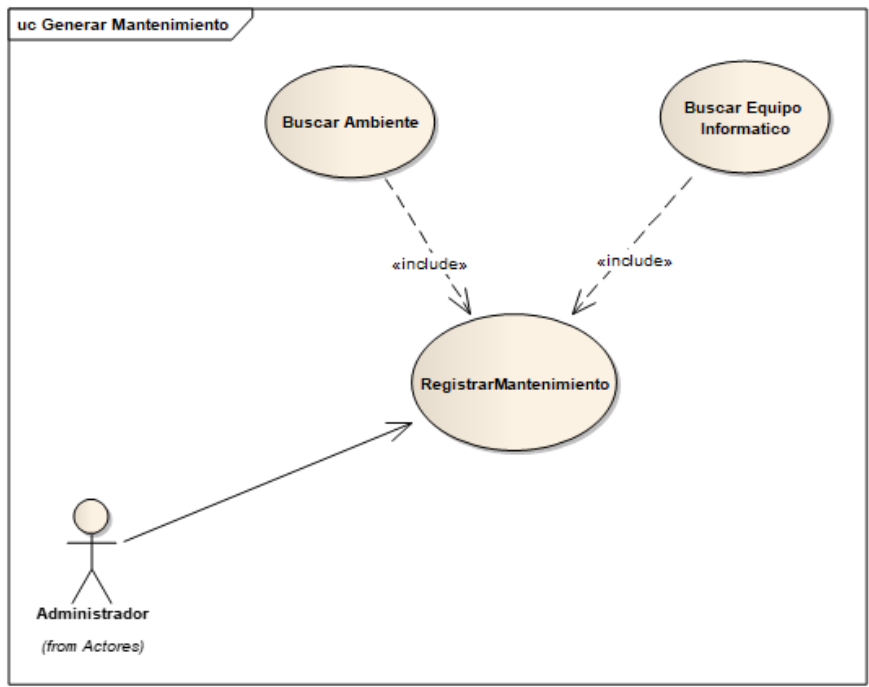 uc Generar Mantenimiento
Buscar Ambiente
Buscar Equipo
Informatico
«include»
«include»
RegistrarMantenimiento
Administrador
(from Actores)